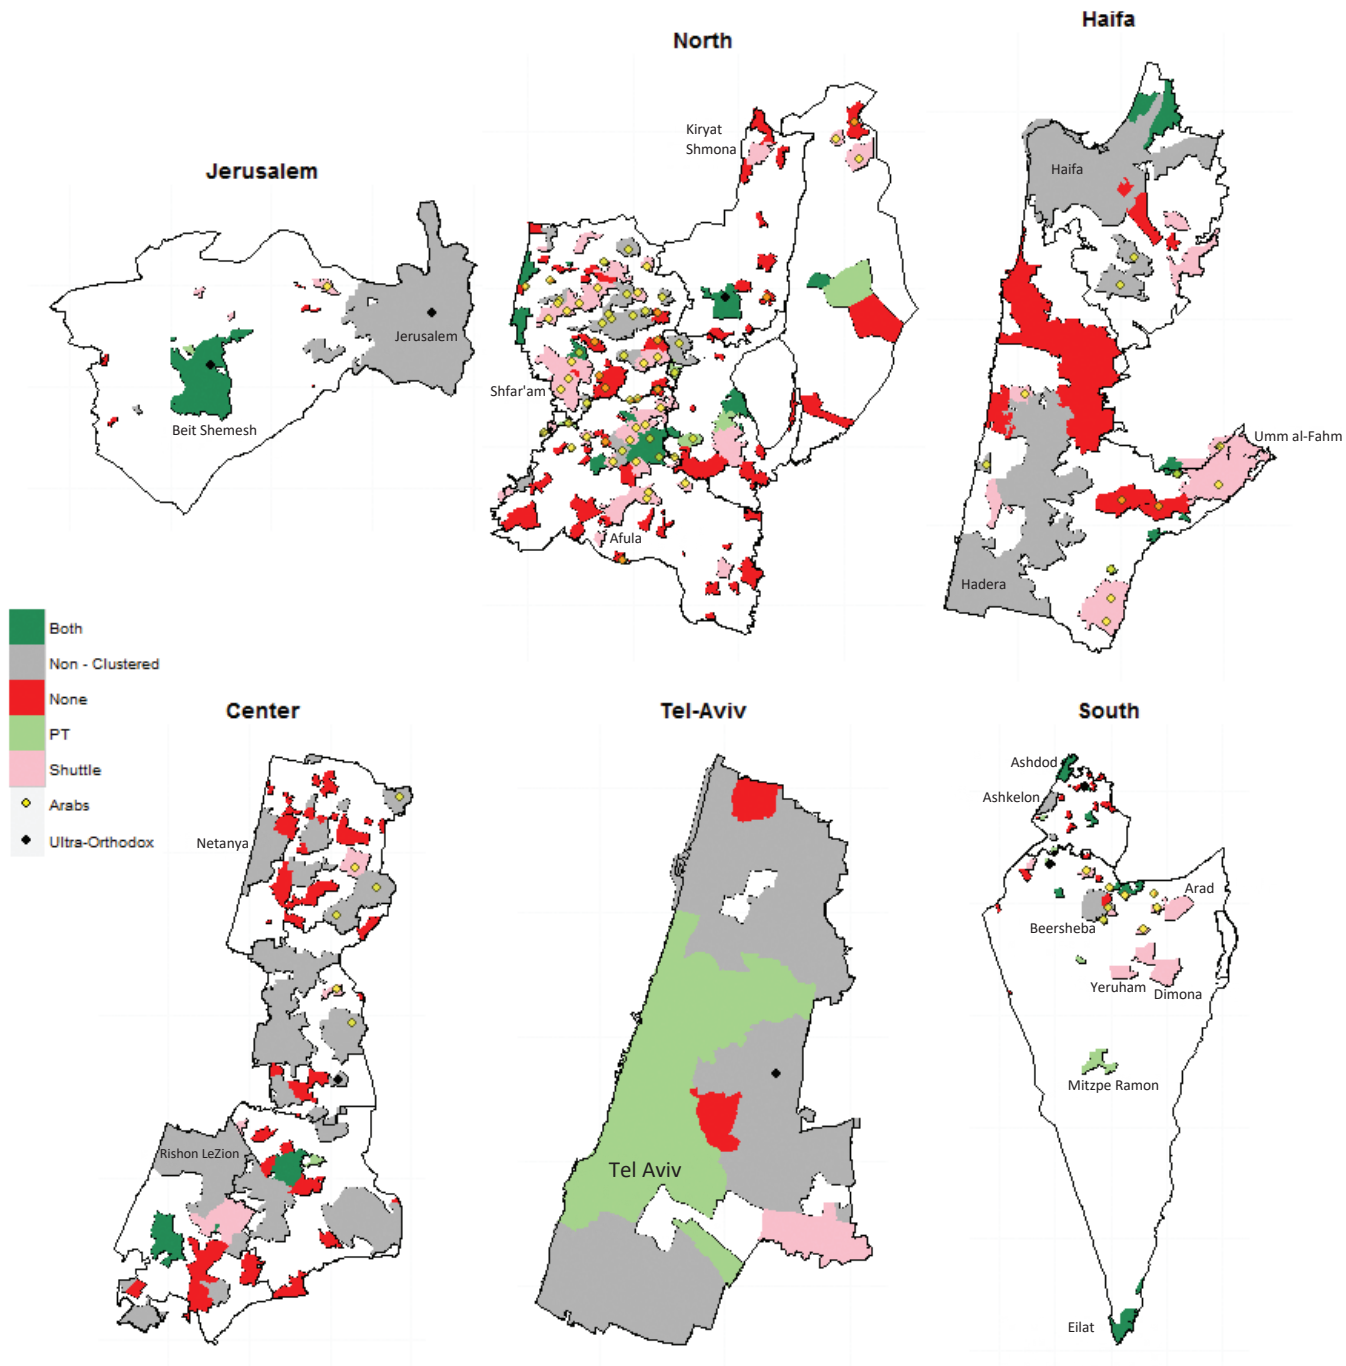 Jerusalem
North
Haifa
Kiryat
Shmona
Haifa
Jerusalem
Shfar'am
Beit Shemesh
Umm al-Fahm
Afula
Hadera
Both
Non - Clustered
None
PT
Shuttle
Arabs
Ultra-Orthodox
Center
Tel-Aviv
South
Netanya
Rishon LeZion
Tel Aviv
Ashdod
Ashkelon
Arad
Beersheba
Yeruham
Dimona
Mitzpe Ramon
Eilat